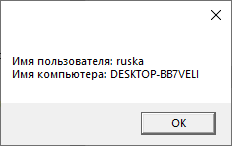 Имя пользователя: ruska
Имя компьютера: DESKTOP-BB7VELI
OK